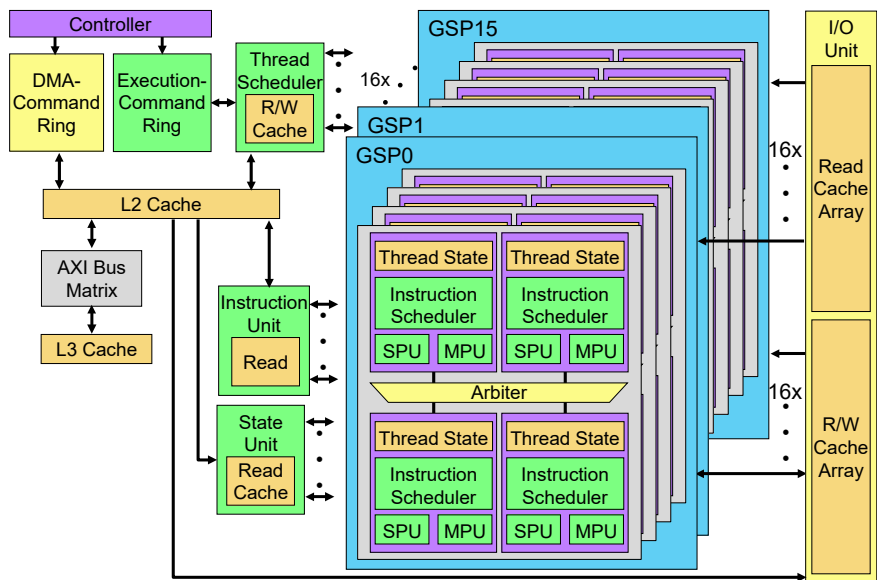 Controller
DMA-
Command
Ring
Execution-
Command
Ring
Thread
Scheduler
R/W
Cache
16x
GSP15
GSP1
GSP0
I/O
Unit
Read
Cache
Array
16x
L2 Cache
AXI Bus
Matrix
L3 Cache
Instruction
Unit
Read
State
Unit
Read
Cache
Thread State
Instruction
Scheduler
SPU
MPU
Thread State
Instruction
Scheduler
SPU
MPU
Arbiter
Thread State
Instruction
Scheduler
SPU
MPU
Thread State
Instruction
Scheduler
SPU
MPU
16x
R/W
Cache
Array